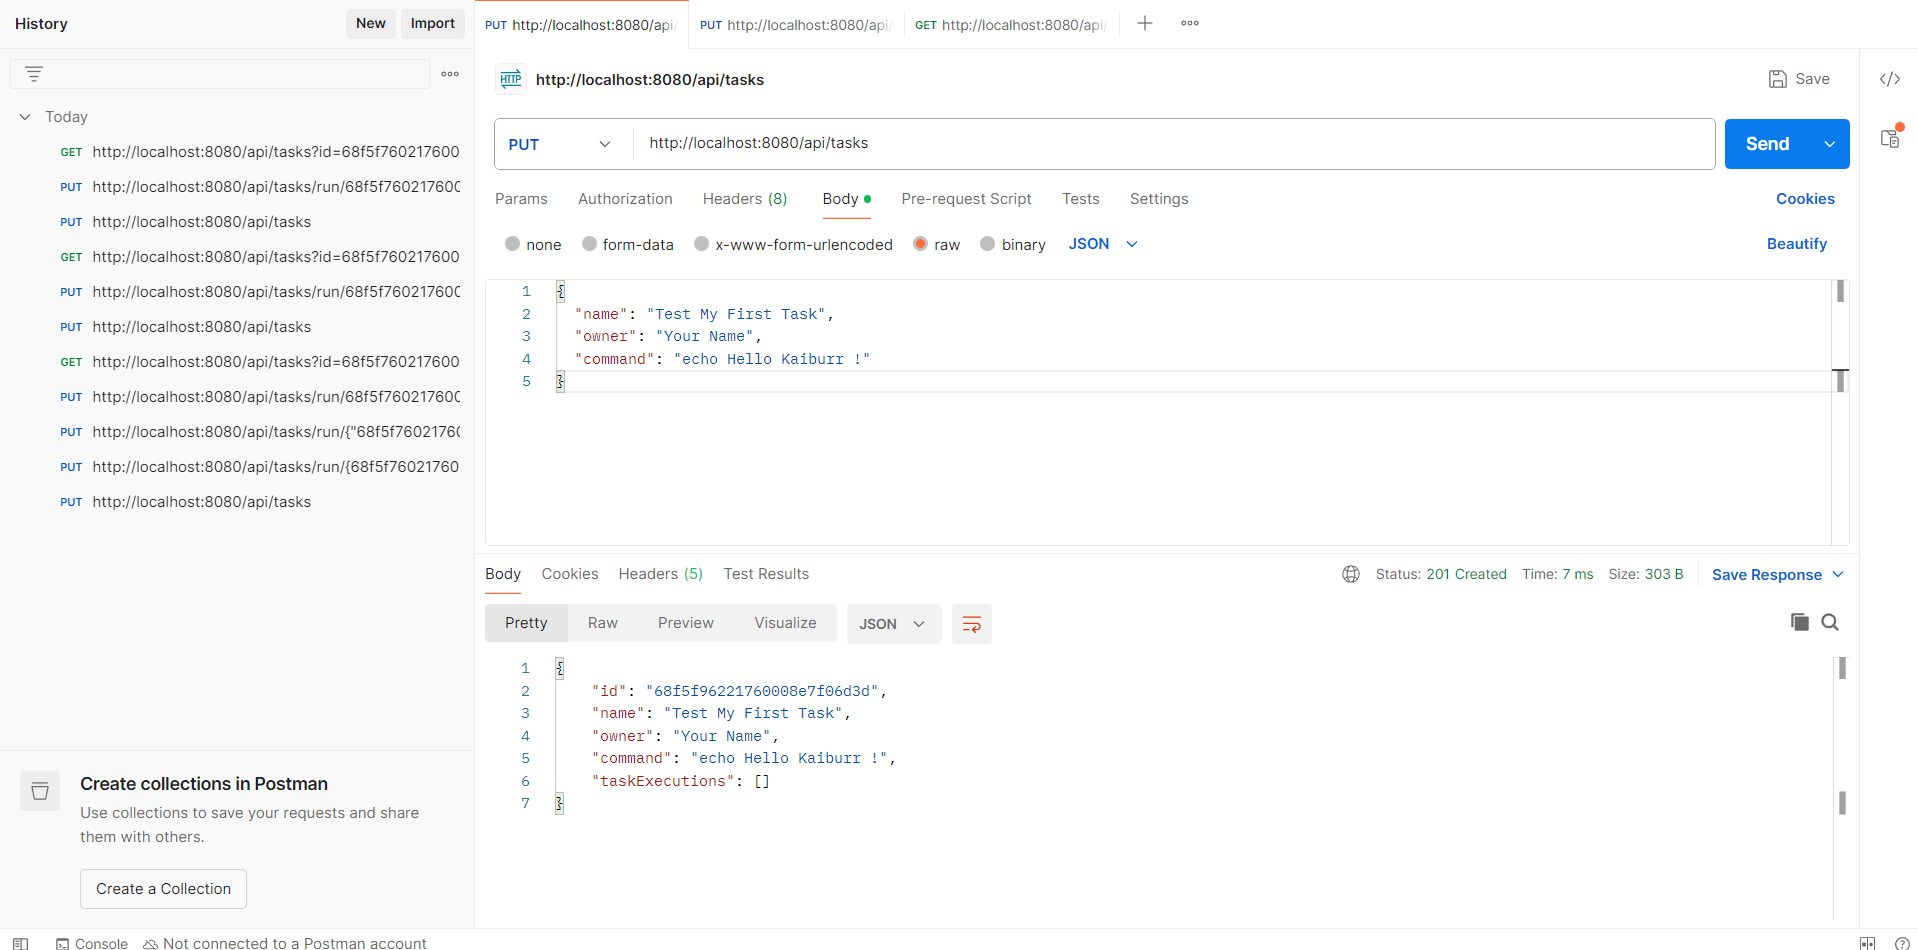 History
New
Import
Today
GET http://localhost:8080/api/tasks?id=68f5f760217600
PUT http://localhost:8080/api/tasks/run/68f5f760217600
PUT http://localhost:8080/api/tasks
GET http://localhost:8080/api/tasks?id=68f5f760217600
PUT http://localhost:8080/api/tasks/run/68f5f760217600
PUT http://localhost:8080/api/tasks
GET http://localhost:8080/api/tasks?id=68f5f760217600
PUT http://localhost:8080/api/tasks/run/68f5f760217600
PUT http://localhost:8080/api/tasks/run/{"68f5f7602176(
PUT http://localhost:8080/api/tasks/run/{68f5f76021760
PUT http://localhost:8080/api/tasks
Create collections in Postman
Use collections to save your requests and share
them with others.
Create a Collection
PUT http://localhost:8080/api/
PUT http://localhost:8080/api/
GET http://localhost:8080/api/
HTTP http://localhost:8080/api/tasks
Save
PUT
http://localhost:8080/api/tasks
Send
Params Authorization Headers (8) Body Pre-request Script Tests Settings
Cookies
none form-data x-www-form-urlencoded raw binary JSON
Beautify
1 {
2 "name": "Test My First Task",
3 "owner": "Your Name",
4 "command": "echo Hello Kaiburr !"
5 }
Body Cookies Headers (5) Test Results
Status: 201 Created Time: 7 ms Size: 303 B
Save Response
Pretty Raw Preview Visualize JSON
1 {
2 "id": "68f5f96221760008e7f06d3d",
3 "name": "Test My First Task",
4 "owner": "Your Name",
5 "command": "echo Hello Kaiburr !",
6 "taskExecutions": []
7 }
Console
Not connected to a Postman account